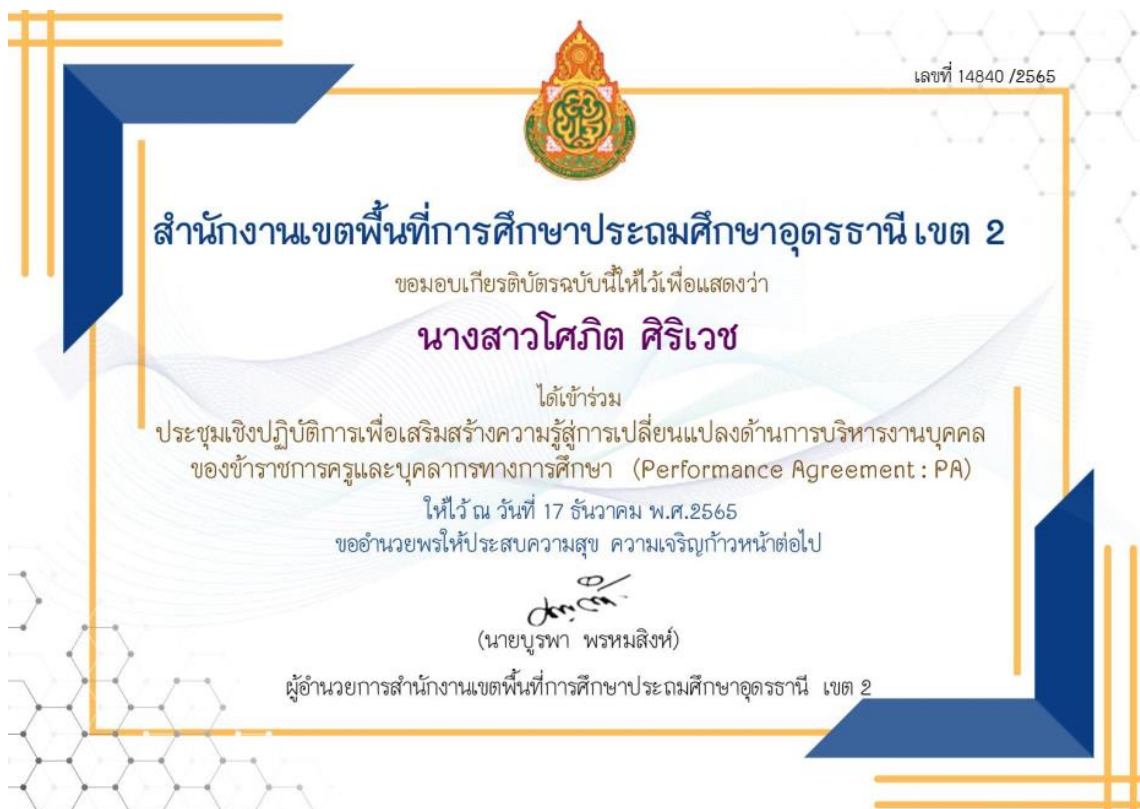 เลขที่ 14840 /2565
สำนักงานเขตพื้นที่การศึกษาประถมศึกษาอุดรธานี เขต 2
ขอมอบเกียรติบัตรฉบับนี้ให้ไว้เพื่อแสดงว่า
นางสาวโศภิต ศิริเวช
ได้เข้าร่วม
ประชุมเชิงปฏิบัติการเพื่อเสริมสร้างความรู้สู่การเปลี่ยนแปลงด้านการบริหารงานบุคคล
ของข้าราชการครูและบุคลากรทางการศึกษา (Performance Agreement : PA)
ให้ไว้ ณ วันที่ 17 ธันวาคม พ.ศ.2565
ขออำนวยพรให้ประสบความสุข ความเจริญก้าวหน้าต่อไป
(นายบูรพา พรหมสิงห์)
ผู้อำนวยการสำนักงานเขตพื้นที่การศึกษาประถมศึกษาอุดรธานี เขต 2